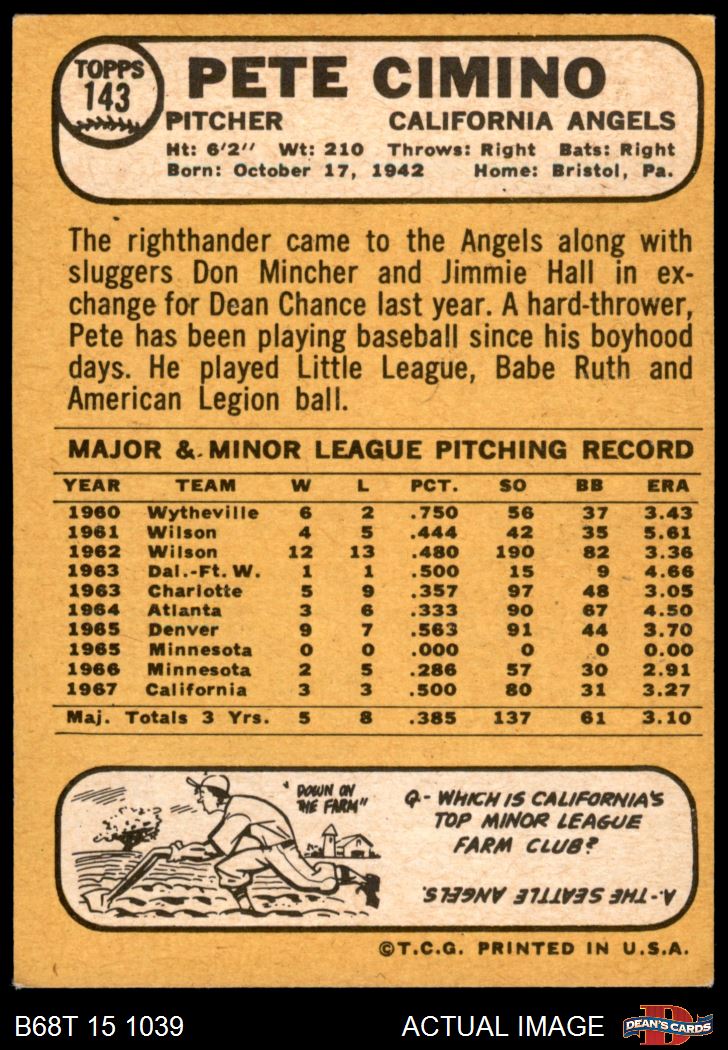 TOPPS
143
PETE CIMINO
PITCHER CALIFORNIA ANGELS
Ht: 6'2" Wt: 210 Throws: Right Bats: Right
Born: October 17, 1942 Home: Bristol, Pa.
The righthander came to the Angels along with
sluggers Don Mincher and Jimmie Hall in ex-
change for Dean Chance last year. A hard-thrower,
Pete has been playing baseball since his boyhood
days. He played Little League, Babe Ruth and
American Legion ball.
MAJOR & MINOR LEAGUE PITCHING RECORD
YEAR TEAM W L PCT. SO BB ERA
1960 Wytheville 6 2 .750 56 37 3.43
1961 Wilson 4 5 .444 42 35 5.61
1962 Wilson 12 13 .480 190 82 3.36
1963 Dal.-Ft. W. 1 1 .500 15 9 4.66
1963 Charlotte 5 9 .357 97 48 3.05
1964 Atlanta 3 6 .333 90 67 4.50
1965 Denver 9 7 .563 91 44 3.70
1965 Minnesota 0 0 .000 0 0 0.00
1966 Minnesota 2 5 .286 57 30 2.91
1967 California 3 3 .500 80 31 3.27
Maj. Totals 3 Yrs. 5 8 .385 137 61 3.10
"DOWN ON
THE FARM"
Q- WHICH IS CALIFORNIA'S
TOP MINOR LEAGUE
FARM CLUB?
A-THE SEATTLE ANGELS.
©T.C.G. PRINTED IN U.S.A.
B68T 15 1039 ACTUAL IMAGE
D
DEAN'S CARDS